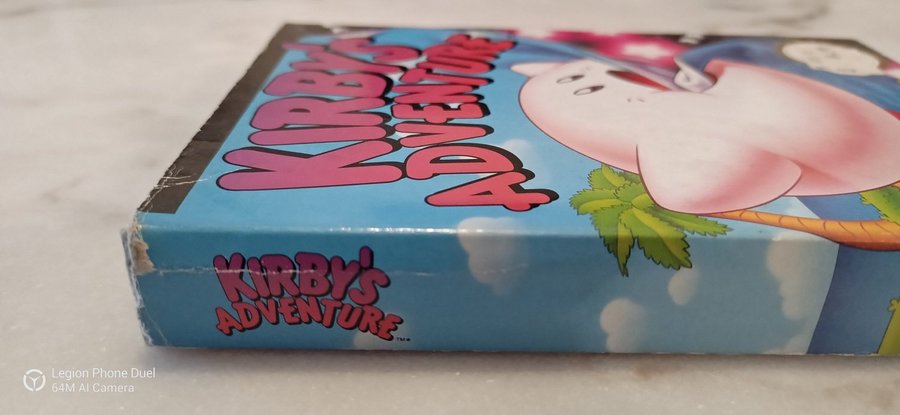 KIRBY'S
ADVENTURE
KIRBY'S
ADVENTURE
TM
Legion Phone Duel
64M AI Camera